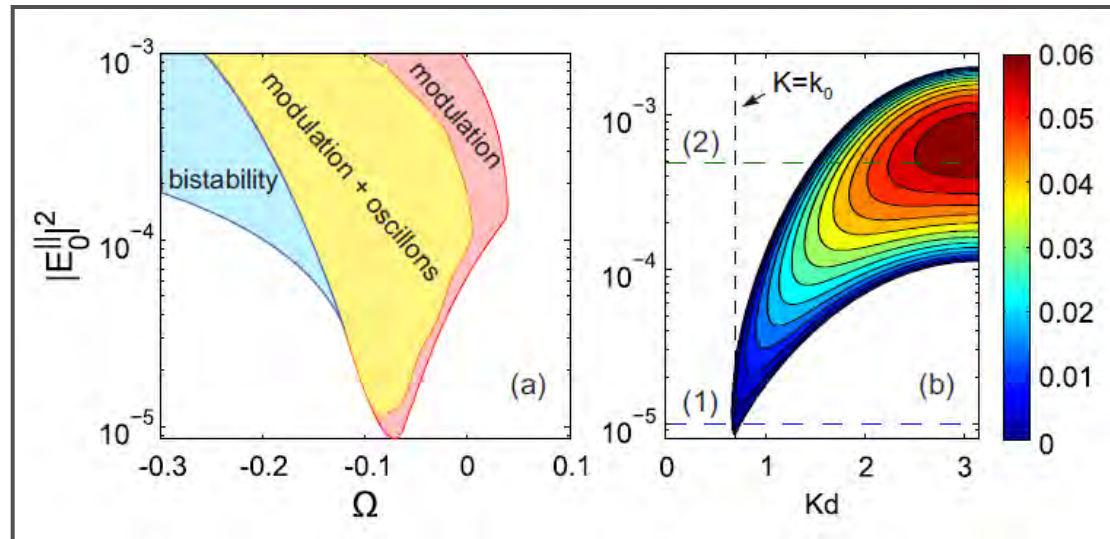 10⁻³
10⁻⁴
10⁻⁵
|E₀^|||²
bistability
modulation + oscillons
modulation
(a)
-0.3 -0.2 -0.1 0 0.1
Ω
10⁻³
10⁻⁴
10⁻⁵
K=k₀
(2)
(1)
(b)
0 1 2 3
Kd
0.06
0.05
0.04
0.03
0.02
0.01
0